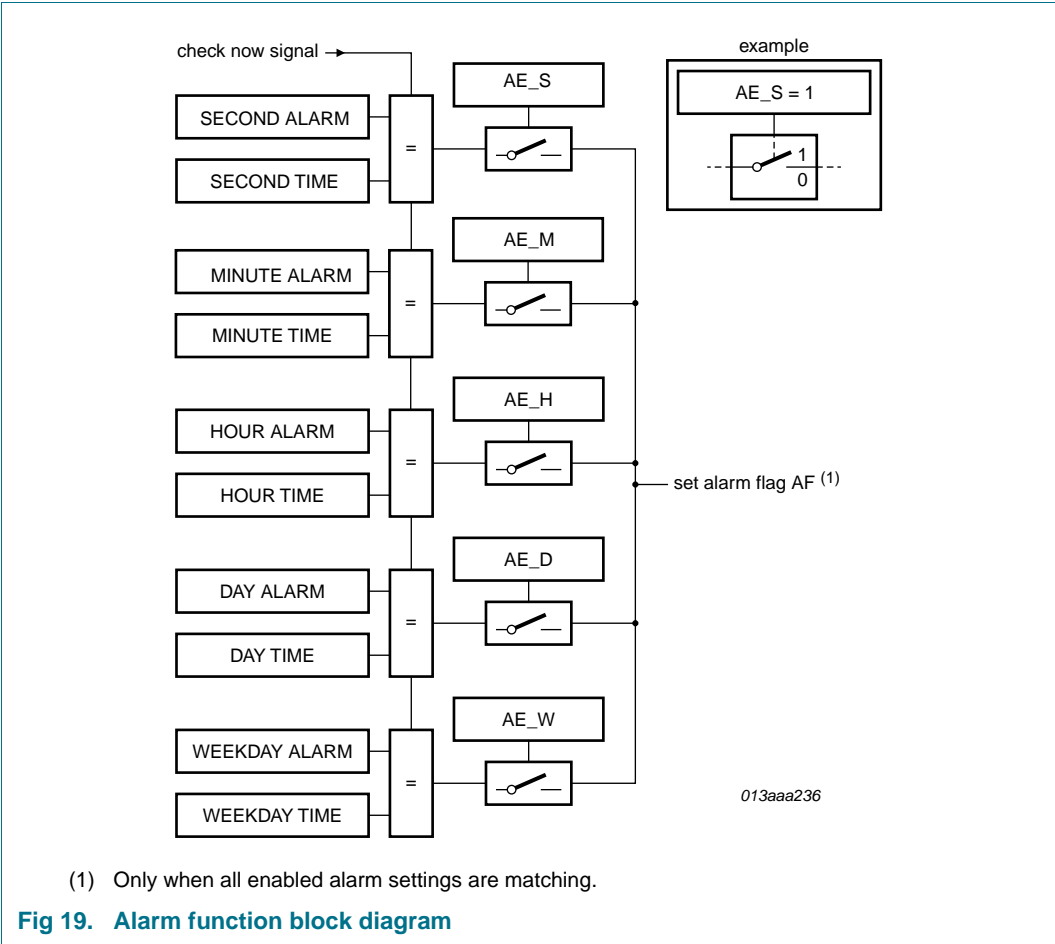 check now signal
example
AE_S
AE_S = 1
SECOND ALARM
=
1
0
SECOND TIME
AE_M
MINUTE ALARM
=
MINUTE TIME
AE_H
HOUR ALARM
=
HOUR TIME
set alarm flag AF (1)
AE_D
DAY ALARM
=
DAY TIME
AE_W
WEEKDAY ALARM
=
WEEKDAY TIME
013aaa236
(1) Only when all enabled alarm settings are matching.
Fig 19. Alarm function block diagram